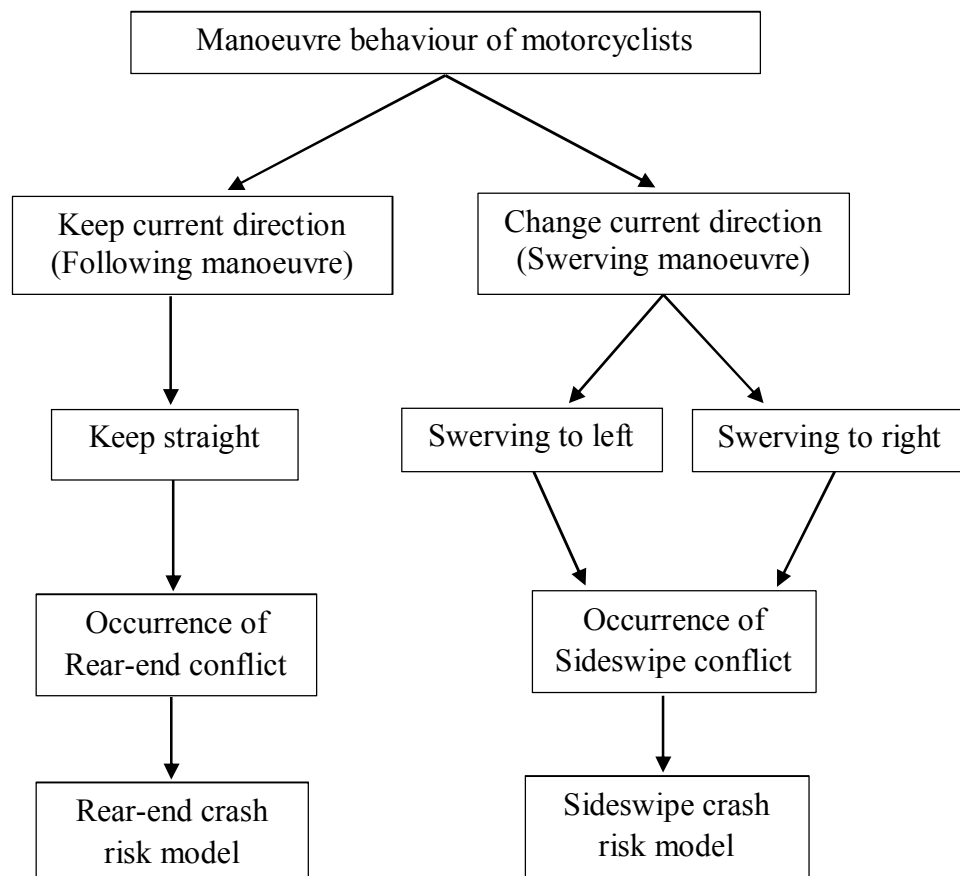 Manoeuvre behaviour of motorcyclists
Keep current direction
(Following manoeuvre)
Change current direction
(Swerving manoeuvre)
Keep straight
Swerving to left
Swerving to right
Occurrence of
Rear-end conflict
Occurrence of
Sideswipe conflict
Rear-end crash
risk model
Sideswipe crash
risk model